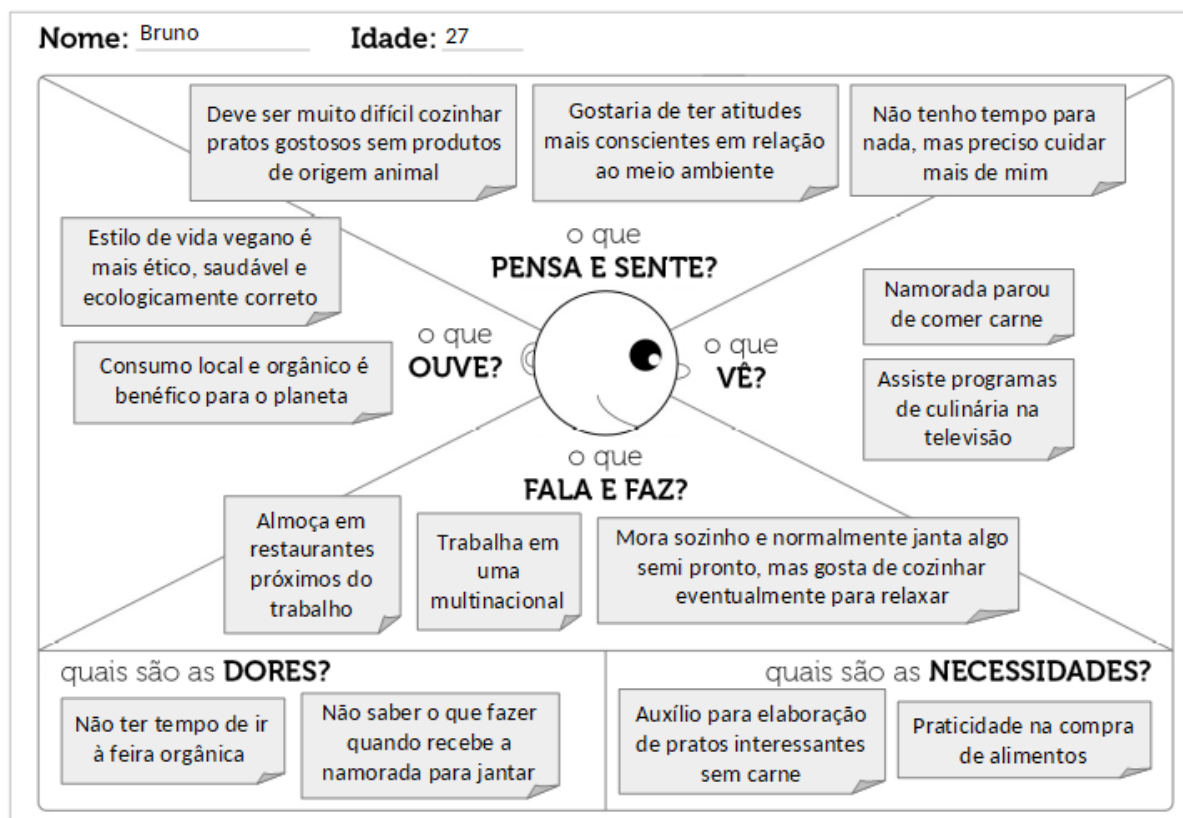 Nome: Bruno Idade: 27
Deve ser muito difícil cozinhar
pratos gostosos sem produtos
de origem animal
Gostaria de ter atitudes
mais conscientes em relação
ao meio ambiente
Não tenho tempo para
nada, mas preciso cuidar
mais de mim
o que
PENSA E SENTE?
Estilo de vida vegano é
mais ético, saudável e
ecologicamente correto
Consumo local e orgânico é
benéfico para o planeta
o que
OUVE?
o que
VÊ?
Namorada parou
de comer carne
Assiste programas
de culinária na
televisão
o que
FALA E FAZ?
Almoça em
restaurantes
próximos do
trabalho
Trabalha em
uma
multinacional
Mora sozinho e normalmente janta algo
semi pronto, mas gosta de cozinhar
eventualmente para relaxar
quais são as DORES?
Não ter tempo de ir
à feira orgânica
Não saber o que fazer
quando recebe a
namorada para jantar
quais são as NECESSIDADES?
Auxílio para elaboração
de pratos interessantes
sem carne
Praticidade na compra
de alimentos